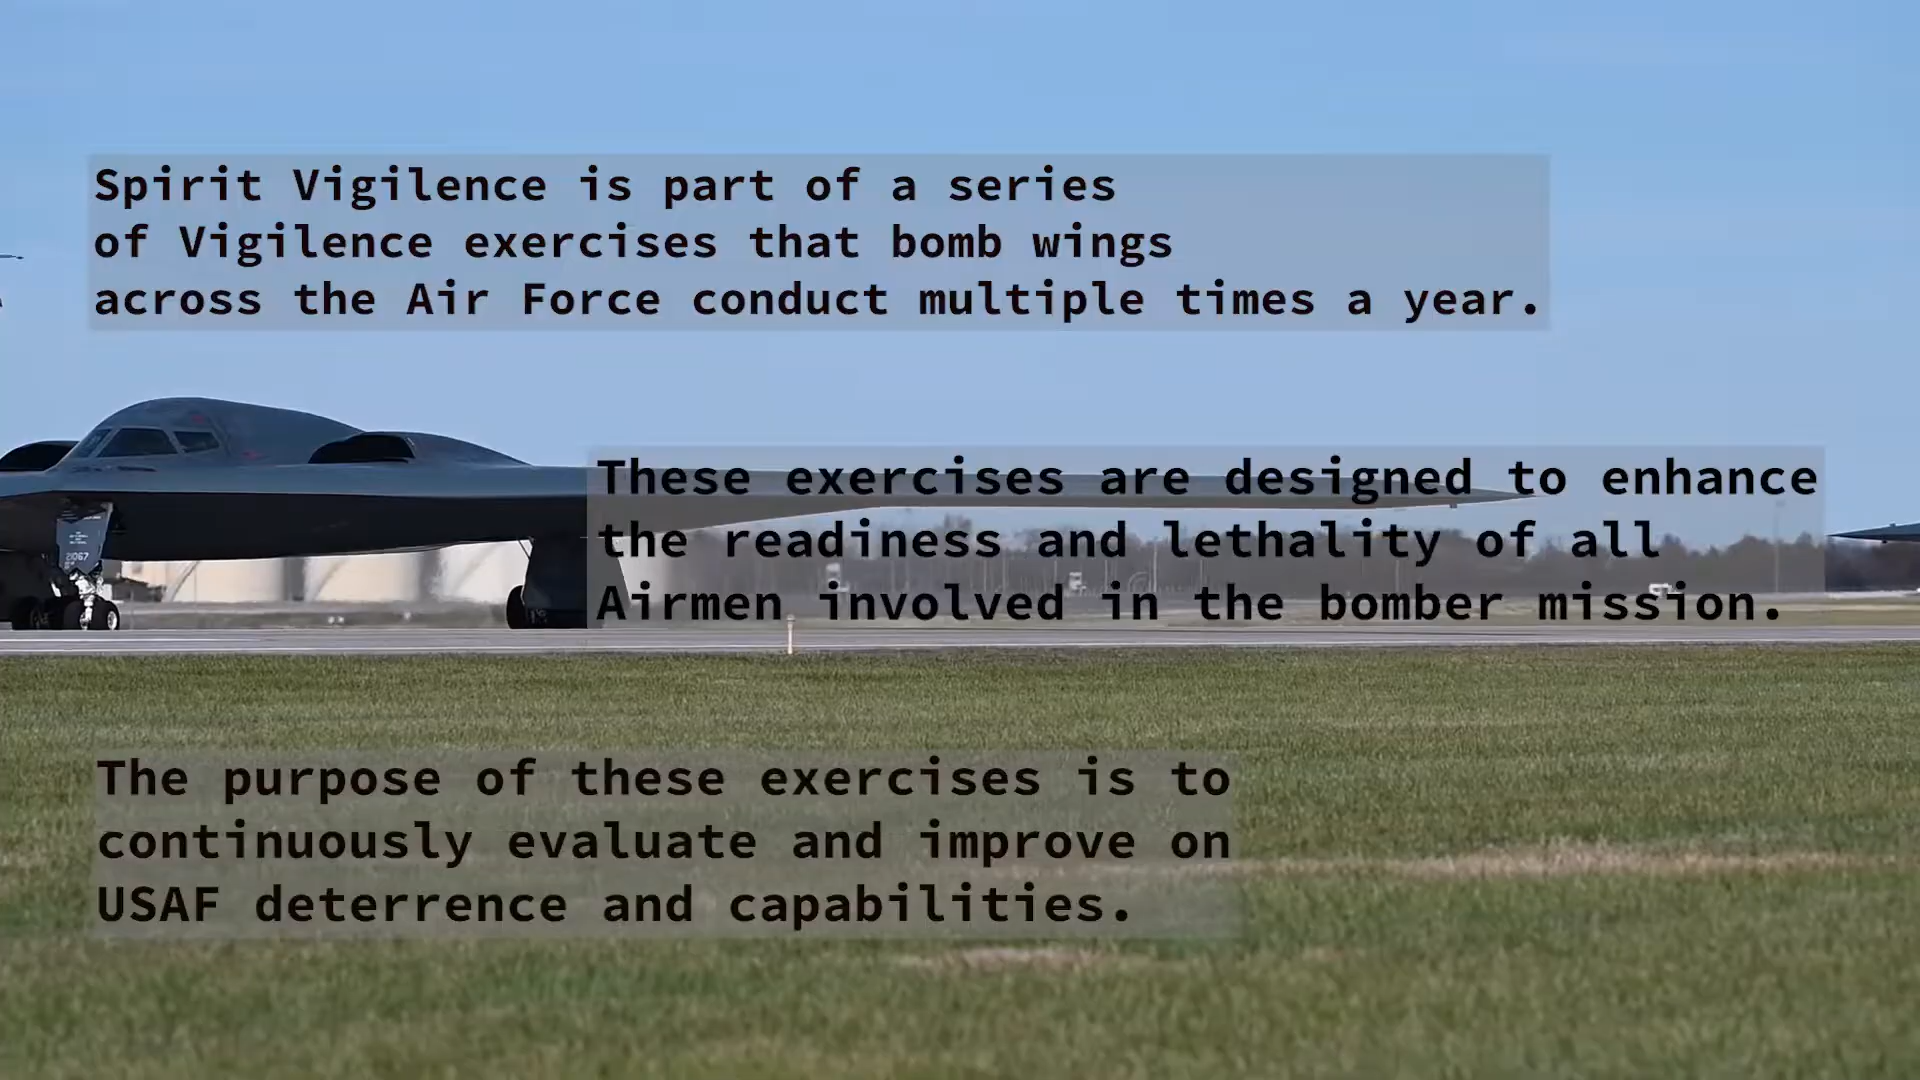 Spirit Vigilence is part of a series
of Vigilence exercises that bomb wings
across the Air Force conduct multiple times a year.
These exercises are designed to enhance
the readiness and lethality of all
Airmen involved in the bomber mission.
21067
The purpose of these exercises is to
continuously evaluate and improve on
USAF deterrence and capabilities.